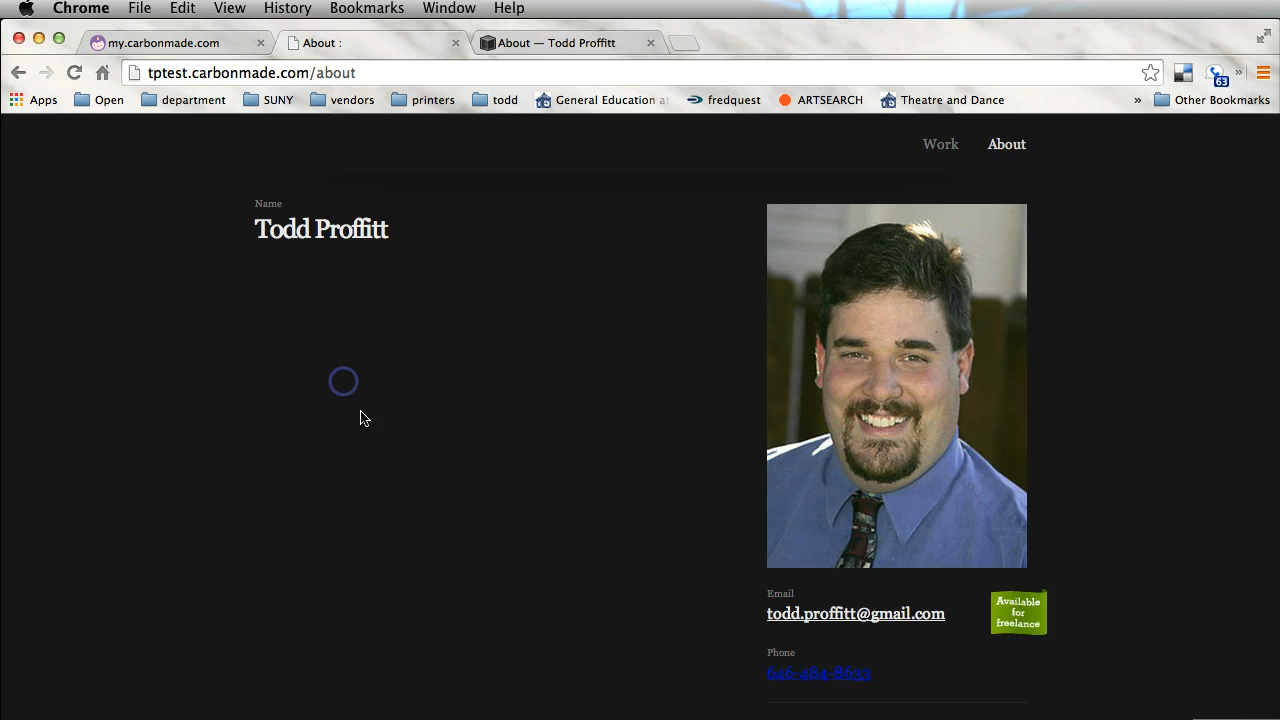 Chrome File Edit View History Bookmarks Window Help
my.carbonmade.com About : About — Todd Proffitt
tptest.carbonmade.com/about
63
Apps Open department SUNY vendors printers todd General Education at fredquest ARTSEARCH Theatre and Dance » Other Bookmarks
Work About
Name
Todd Proffitt
Email
todd.proffitt@gmail.com
Available
for
freelance
Phone
646-484-8633